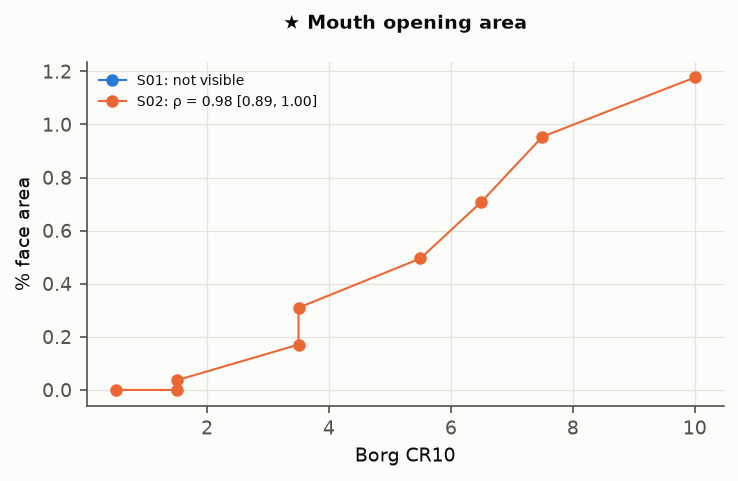 ★ Mouth opening area
S01: not visible
S02: ρ = 0.98 [0.89, 1.00]
% face area
1.2
1.0
0.8
0.6
0.4
0.2
0.0
2 4 6 8 10
Borg CR10